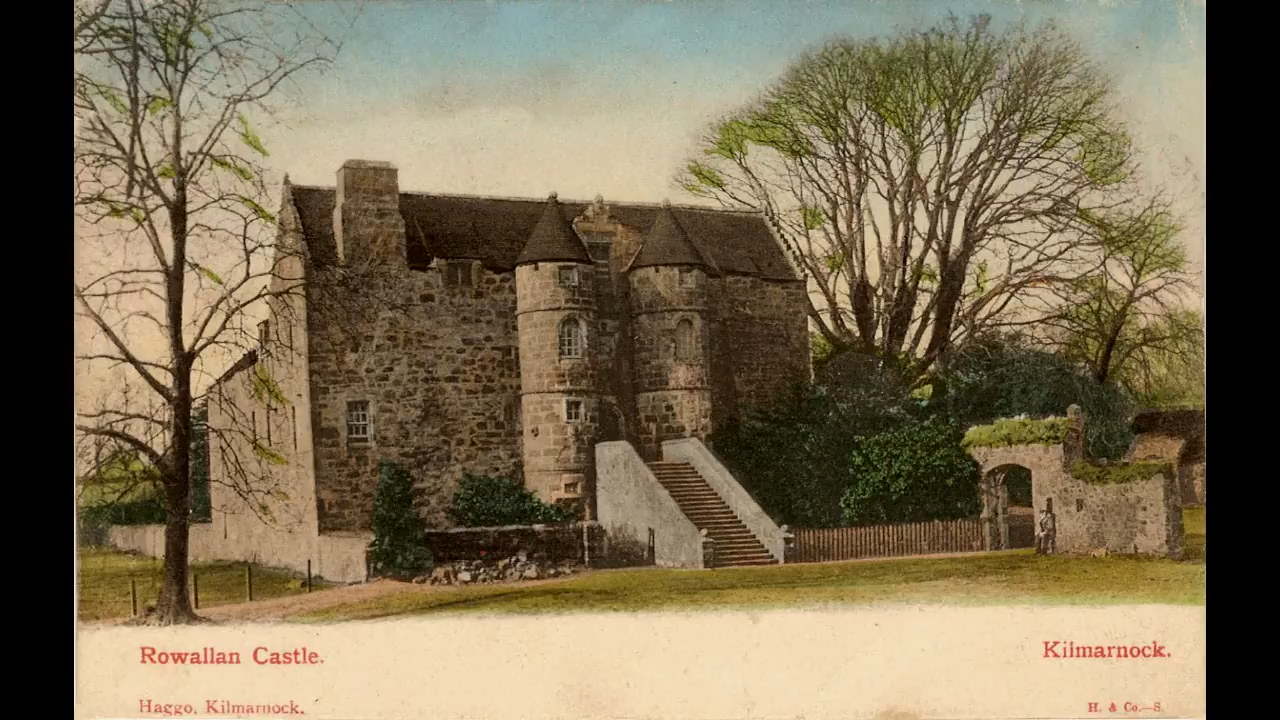 Rowallan Castle.
Kilmarnock.
Haggo, Kilmarnock.
H. & Co.—S.